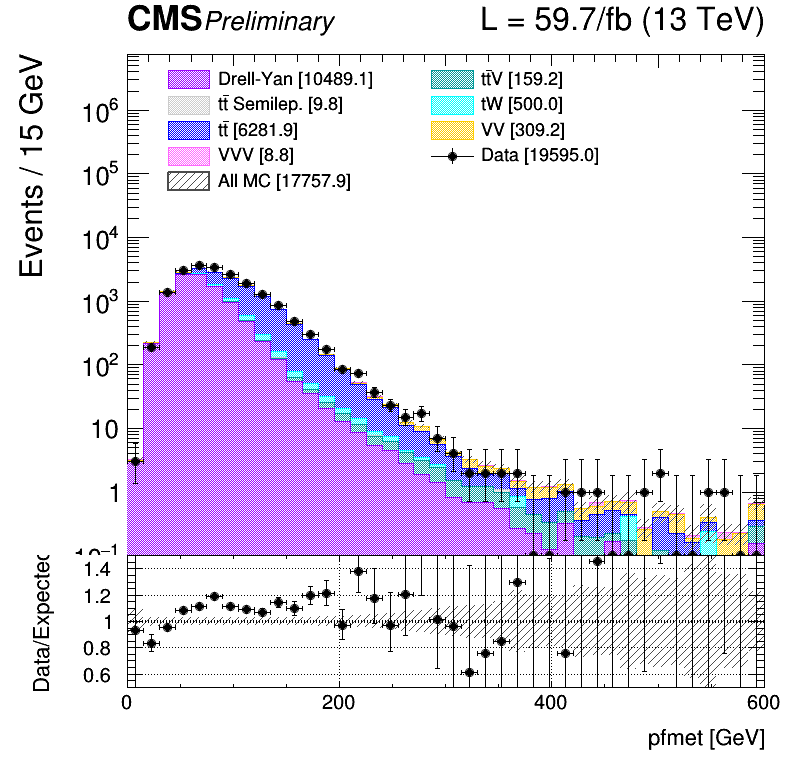 CMS Preliminary L = 59.7/fb (13 TeV)
Events / 15 GeV
Drell-Yan [10489.1]
tt̄ Semilep. [9.8]
tt̄ [6281.9]
VVV [8.8]
All MC [17757.9]
tt̄V [159.2]
tW [500.0]
VV [309.2]
Data [19595.0]
10⁶
10⁵
10⁴
10³
10²
10
1
10⁻¹
Data/Expected
1.4
1.2
1
0.8
0.6
0 200 400 600
pfmet [GeV]